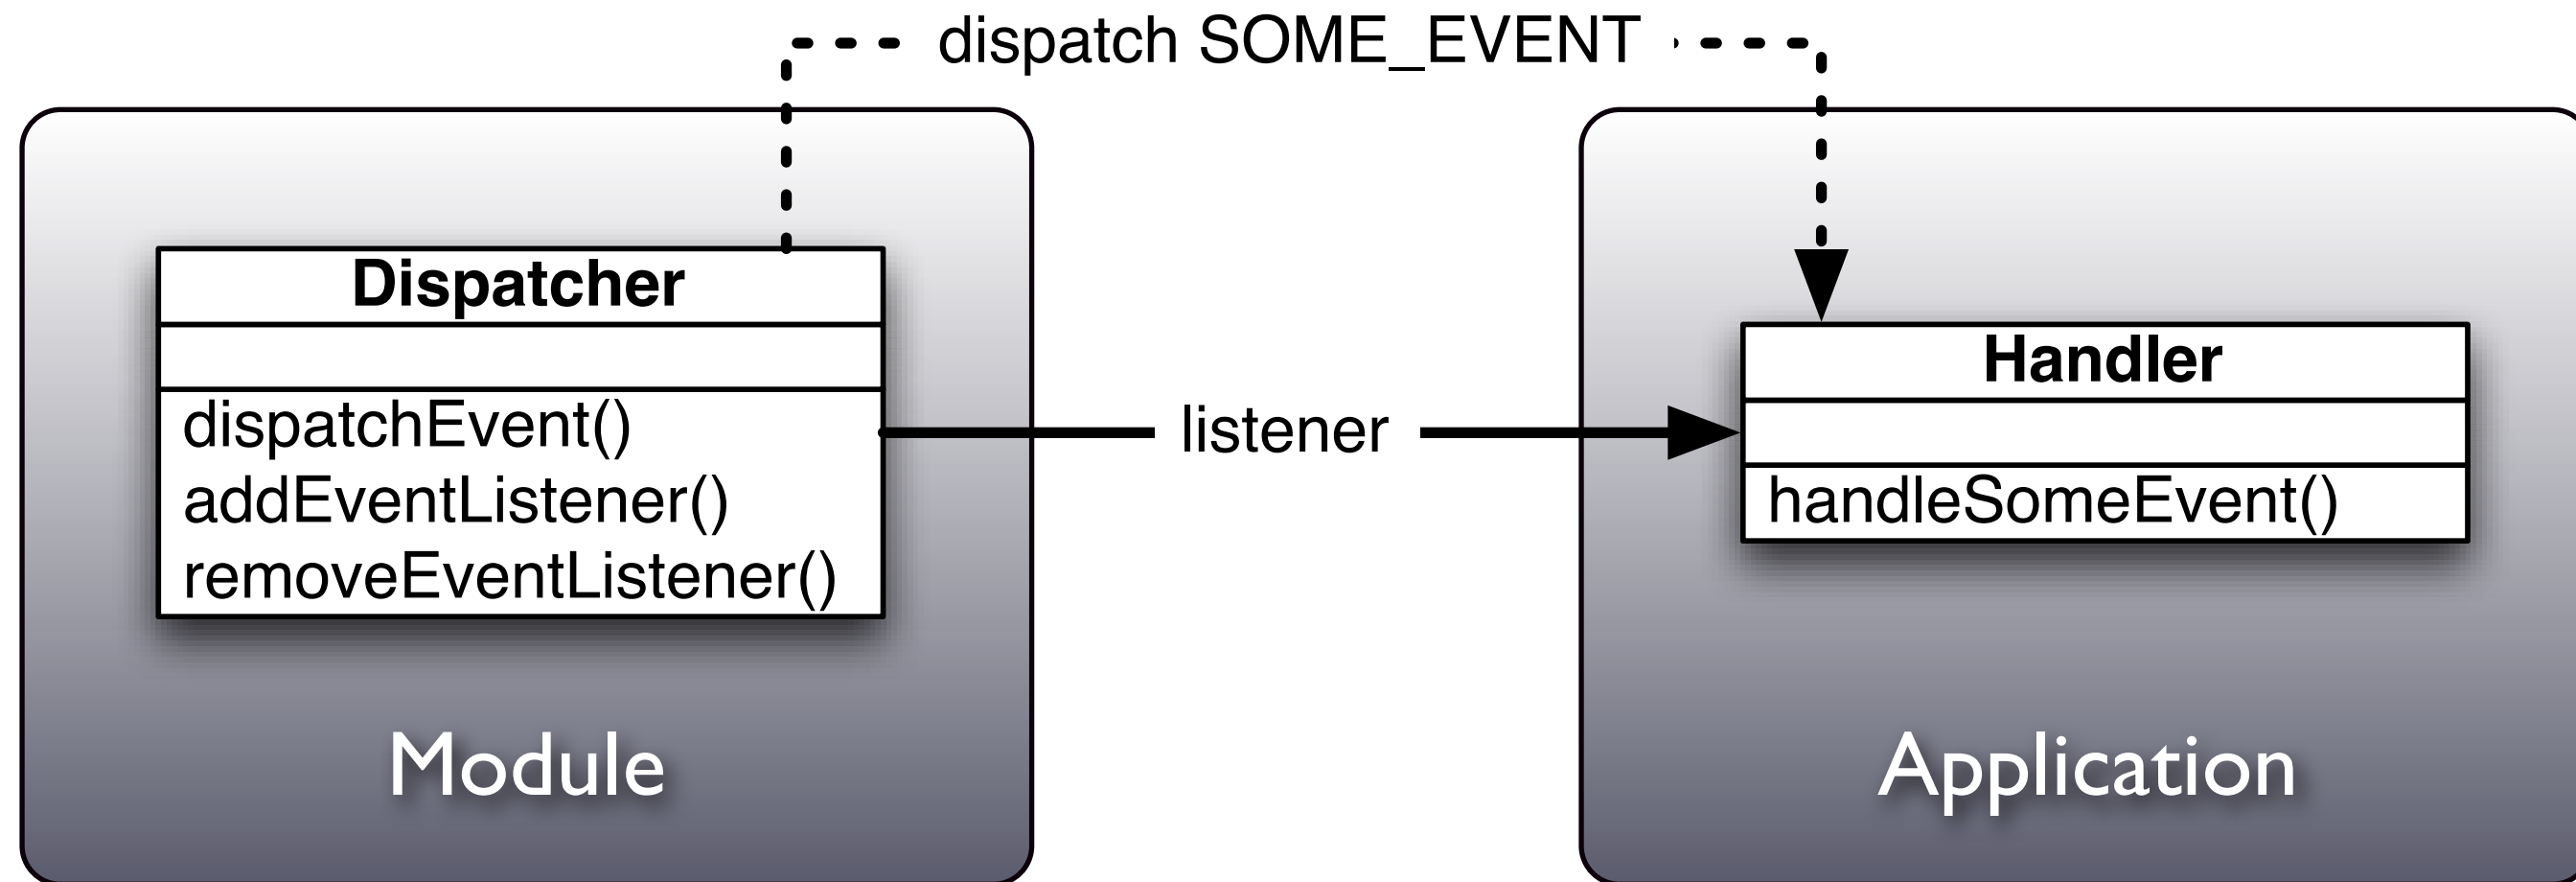 dispatch SOME_EVENT
Dispatcher
dispatchEvent()
addEventListener()
removeEventListener()
listener
Handler
handleSomeEvent()
Module
Application